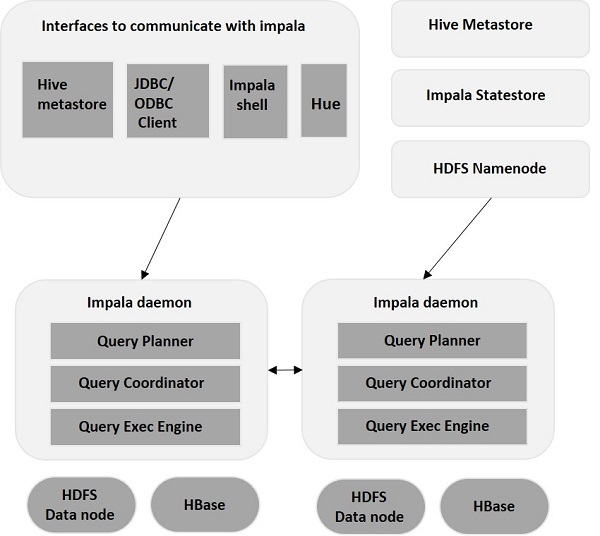 Interfaces to communicate with impala
Hive
metastore
JDBC/
ODBC
Client
Impala
shell
Hue
Hive Metastore
Impala Statestore
HDFS Namenode
Impala daemon
Query Planner
Query Coordinator
Query Exec Engine
Impala daemon
Query Planner
Query Coordinator
Query Exec Engine
HDFS
Data node
HBase
HDFS
Data node
HBase